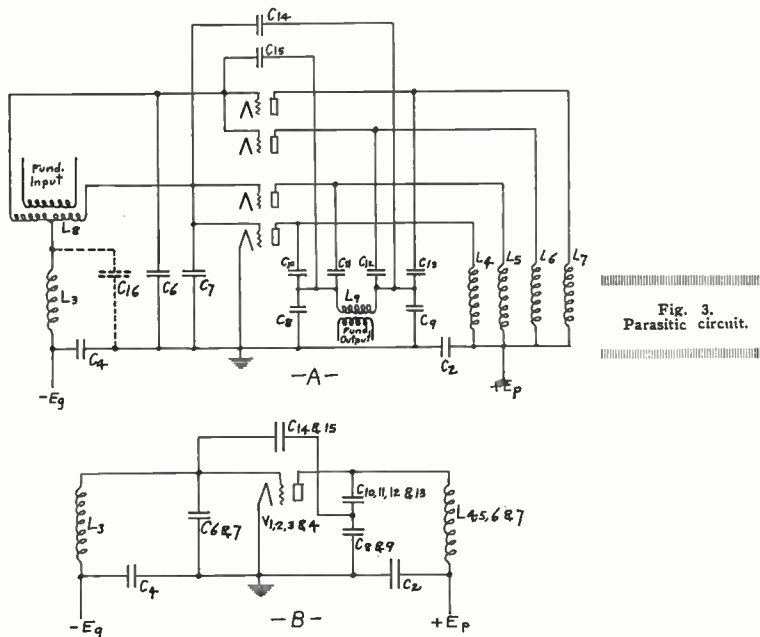 C14
C15
Fund.
Input
L8
L3
C16
C6
C7
C4
-Eg
C10
C11
C12
C13
L9
C8
C9
Fund.
Output
C2
L4
L5
L6
L7
+Ep
-A-
Fig. 3.
Parasitic circuit.
C14&15
L3
C6&7
V1,2,3&4
C10,11,12&13
C8&9
L4,5,6&7
C4
C2
-Eg
-B-
+Ep